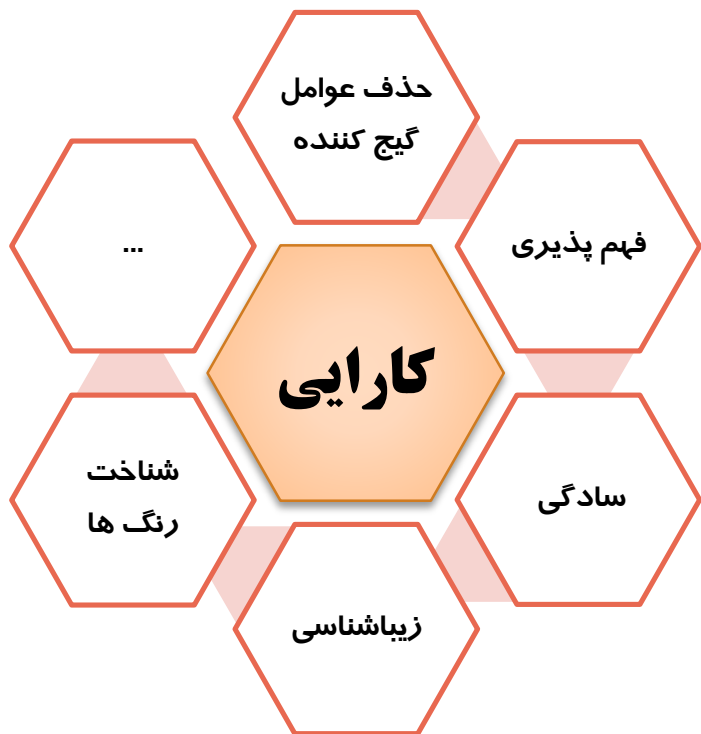 حذف عوامل
گیج کننده
فهم پذیری
سادگی
زیباشناسی
شناخت
رنگ ها
...
کارایی